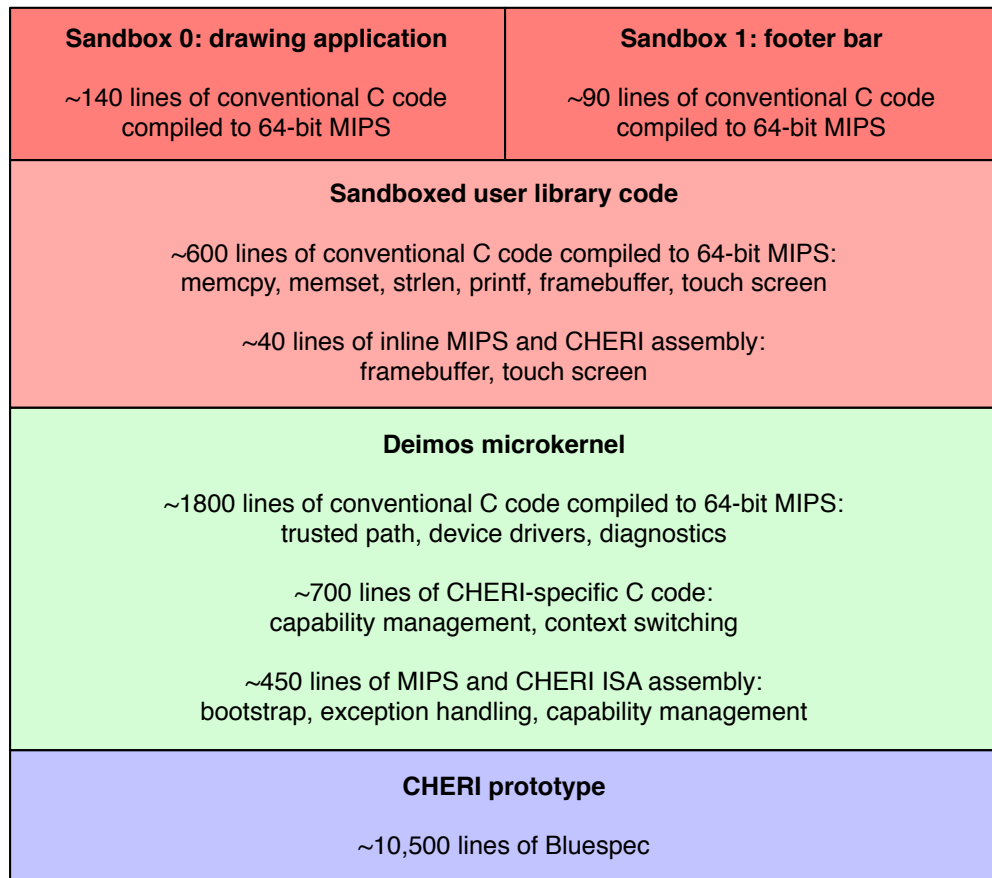 Sandbox 0: drawing application
~140 lines of conventional C code
compiled to 64-bit MIPS
Sandbox 1: footer bar
~90 lines of conventional C code
compiled to 64-bit MIPS
Sandboxed user library code
~600 lines of conventional C code compiled to 64-bit MIPS:
memcpy, memset, strlen, printf, framebuffer, touch screen
~40 lines of inline MIPS and CHERI assembly:
framebuffer, touch screen
Deimos microkernel
~1800 lines of conventional C code compiled to 64-bit MIPS:
trusted path, device drivers, diagnostics
~700 lines of CHERI-specific C code:
capability management, context switching
~450 lines of MIPS and CHERI ISA assembly:
bootstrap, exception handling, capability management
CHERI prototype
~10,500 lines of Bluespec